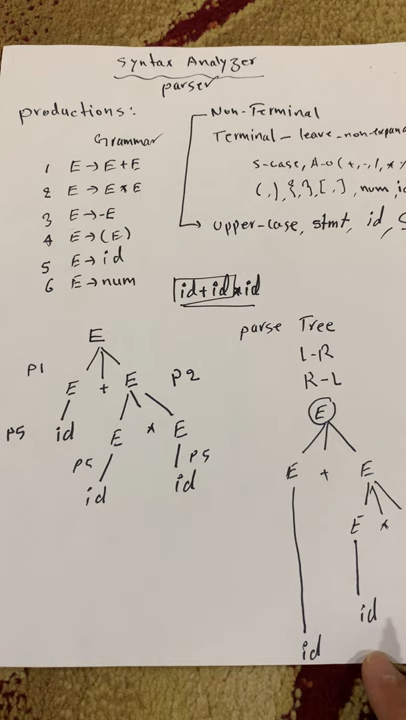 Syntax Analyzer
parser
productions:
Grammar
1 E→E+E
2 E→E*E
3 E→-E
4 E→(E)
5 E→id
6 E→num
Non-Terminal
Terminal - leave - non-expan
S-case, A-O(+,-,/,*,%
(,),{,},[,], num, id
upper-case, stmt, id, S
id+id*id
parse Tree
L-R
R-L
E
P1
E + E P2
P5 id E * E
P5 P5
id id
E
E + E
E *
id
id